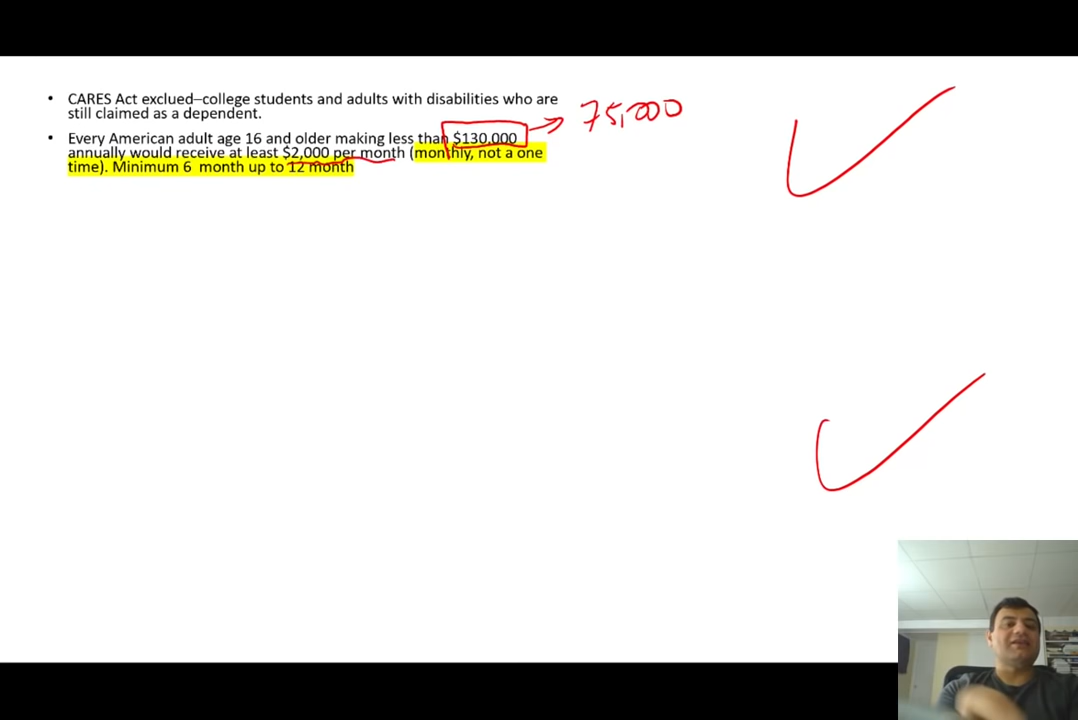 • CARES Act exclued–college students and adults with disabilities who are
still claimed as a dependent.
• Every American adult age 16 and older making less than $130,000
annually would receive at least $2,000 per month (monthly, not a one
time). Minimum 6 month up to 12 month
75,000